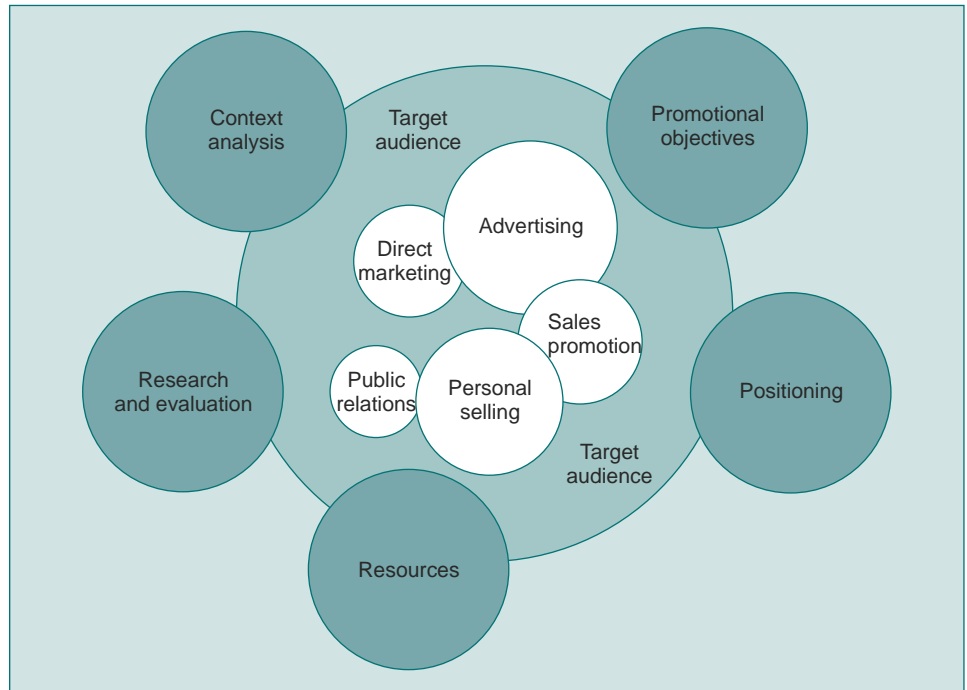 Context
analysis
Target
audience
Promotional
objectives
Advertising
Direct
marketing
Sales
promotion
Research
and evaluation
Public
relations
Personal
selling
Positioning
Target
audience
Resources